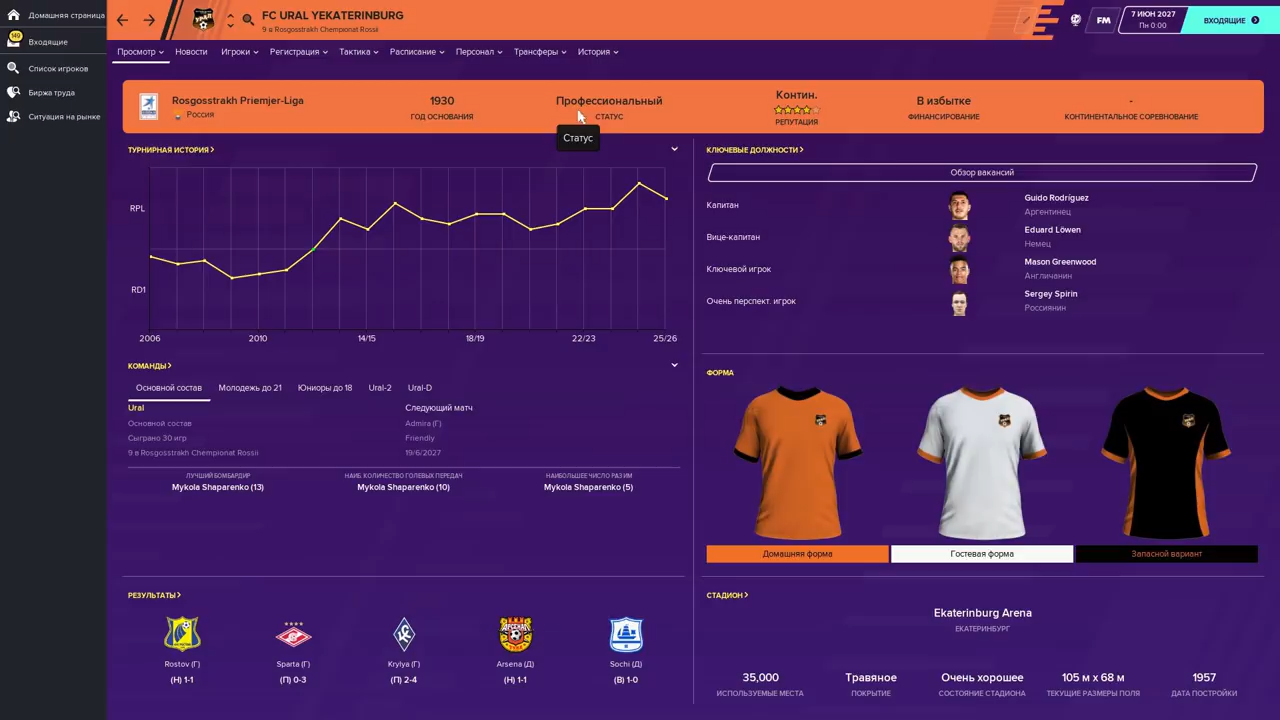 Домашняя страница
149
Входящие
Список игроков
Биржа труда
Ситуация на рынке
УРАЛ
FC URAL YEKATERINBURG
9 в Rosgosstrakh Chempionat Rossii
FM
7 ИЮН 2027
Пн 0:00
ВХОДЯЩИЕ
Просмотр
Новости
Игроки
Регистрация
Тактика
Расписание
Персонал
Трансферы
История
Rosgosstrakh Priemjer-Liga
Россия
1930
ГОД ОСНОВАНИЯ
Профессиональный
СТАТУС
Статус
Контин.
РЕПУТАЦИЯ
В избытке
ФИНАНСИРОВАНИЕ
-
КОНТИНЕНТАЛЬНОЕ СОРЕВНОВАНИЕ
ТУРНИРНАЯ ИСТОРИЯ
RPL
RD1
2006 2010 14/15 18/19 22/23 25/26
КОМАНДЫ
Основной состав Молодежь до 21 Юниоры до 18 Ural-2 Ural-D
Ural
Основной состав
Сыграно 30 игр
9 в Rosgosstrakh Chempionat Rossii
Следующий матч
Admira (Г)
Friendly
19/6/2027
ЛУЧШИЙ БОМБАРДИР
Mykola Shaparenko (13)
НАИБ. КОЛИЧЕСТВО ГОЛЕВЫХ ПЕРЕДАЧ
Mykola Shaparenko (10)
НАИБОЛЬШЕЕ ЧИСЛО РАЗ ИМ
Mykola Shaparenko (5)
РЕЗУЛЬТАТЫ
Rostov (Г)
(Н) 1-1
Sparta (Г)
(П) 0-3
Krylya (Г)
(П) 2-4
Arsena (Д)
(Н) 1-1
Sochi (Д)
(В) 1-0
КЛЮЧЕВЫЕ ДОЛЖНОСТИ
Обзор вакансий
Капитан
Guido Rodríguez
Аргентинец
Вице-капитан
Eduard Löwen
Немец
Ключевой игрок
Mason Greenwood
Англичанин
Очень перспект. игрок
Sergey Spirin
Россиянин
ФОРМА
Домашняя форма
Гостевая форма
Запасной вариант
СТАДИОН
Ekaterinburg Arena
ЕКАТЕРИНБУРГ
35,000
ИСПОЛЬЗУЕМЫЕ МЕСТА
Травяное
ПОКРЫТИЕ
Очень хорошее
СОСТОЯНИЕ СТАДИОНА
105 м x 68 м
ТЕКУЩИЕ РАЗМЕРЫ ПОЛЯ
1957
ДАТА ПОСТРОЙКИ